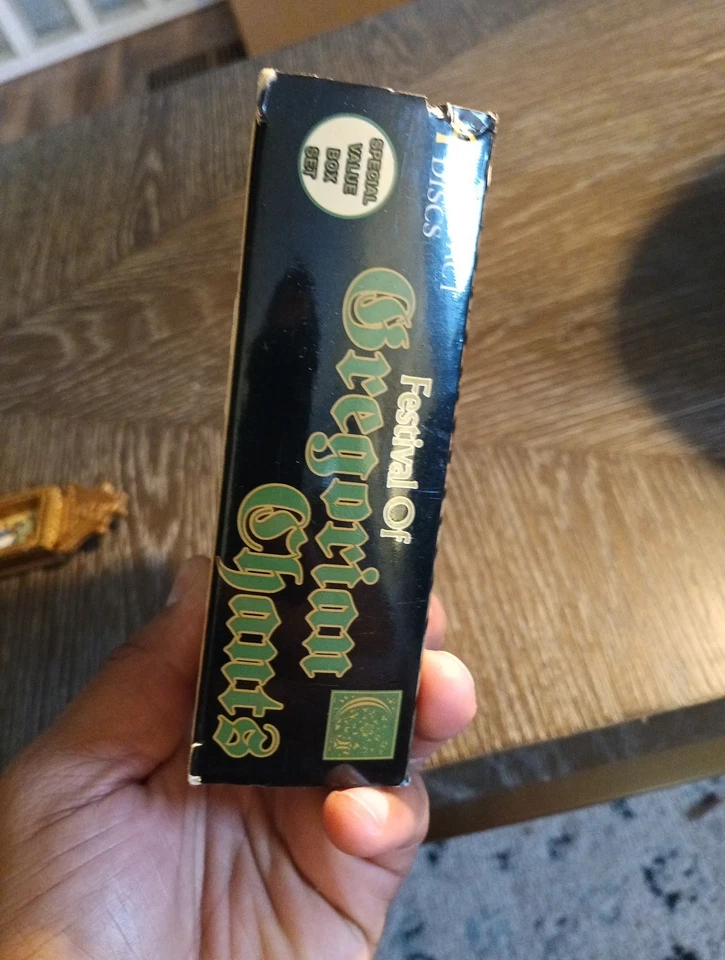 DISCS
Festival Of
Gregorian
Chants
SPECIAL
VALUE
BOX
SET